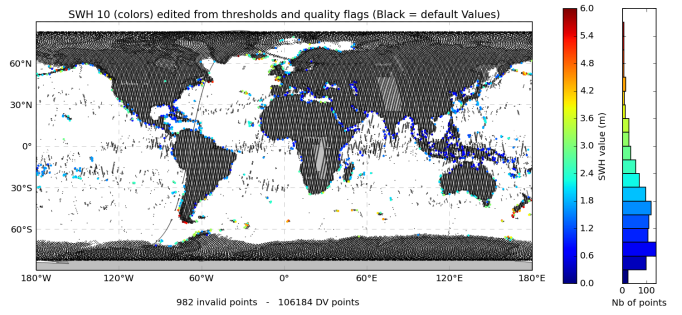 SWH 10 (colors) edited from thresholds and quality flags (Black = default Values)
60°N
30°N
0°
30°S
60°S
180°W 120°W 60°W 0° 60°E 120°E 180°E
6.0
5.4
4.8
4.2
3.6
3.0
2.4
1.8
1.2
0.6
0.0
SWH value (m)
0 100
Nb of points
982 invalid points - 106184 DV points